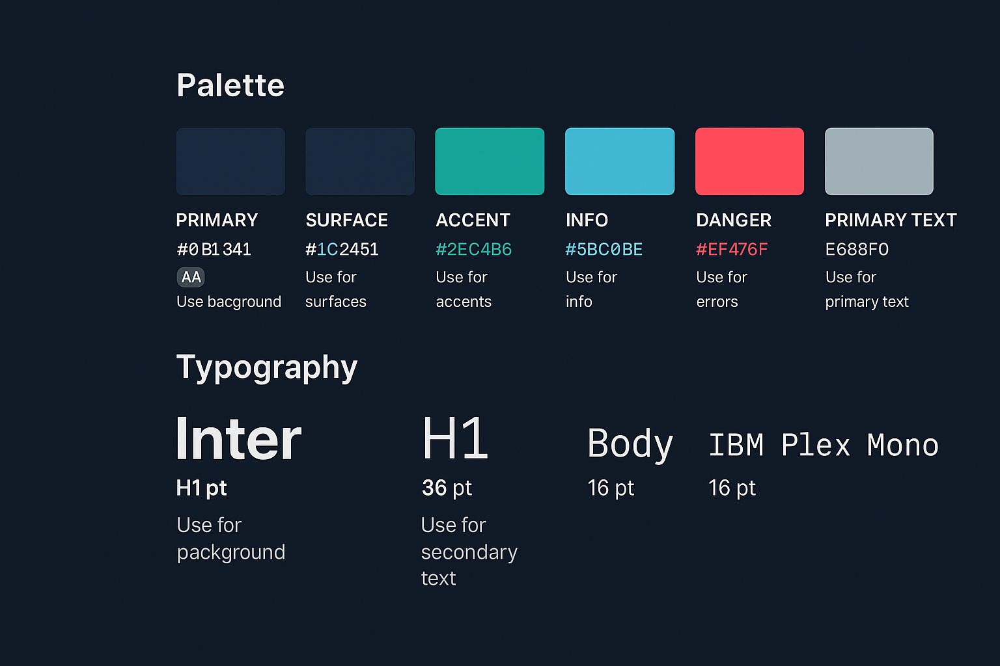 Palette
PRIMARY
#0B1341
AA
Use bacground
SURFACE
#1C2451
Use for
surfaces
ACCENT
#2EC4B6
Use for
accents
INFO
#5BC0BE
Use for
info
DANGER
#EF476F
Use for
errors
PRIMARY TEXT
E688F0
Use for
primary text
Typography
Inter
H1 pt
Use for
packground
H1
36 pt
Use for
secondary
text
Body
16 pt
IBM Plex Mono
16 pt